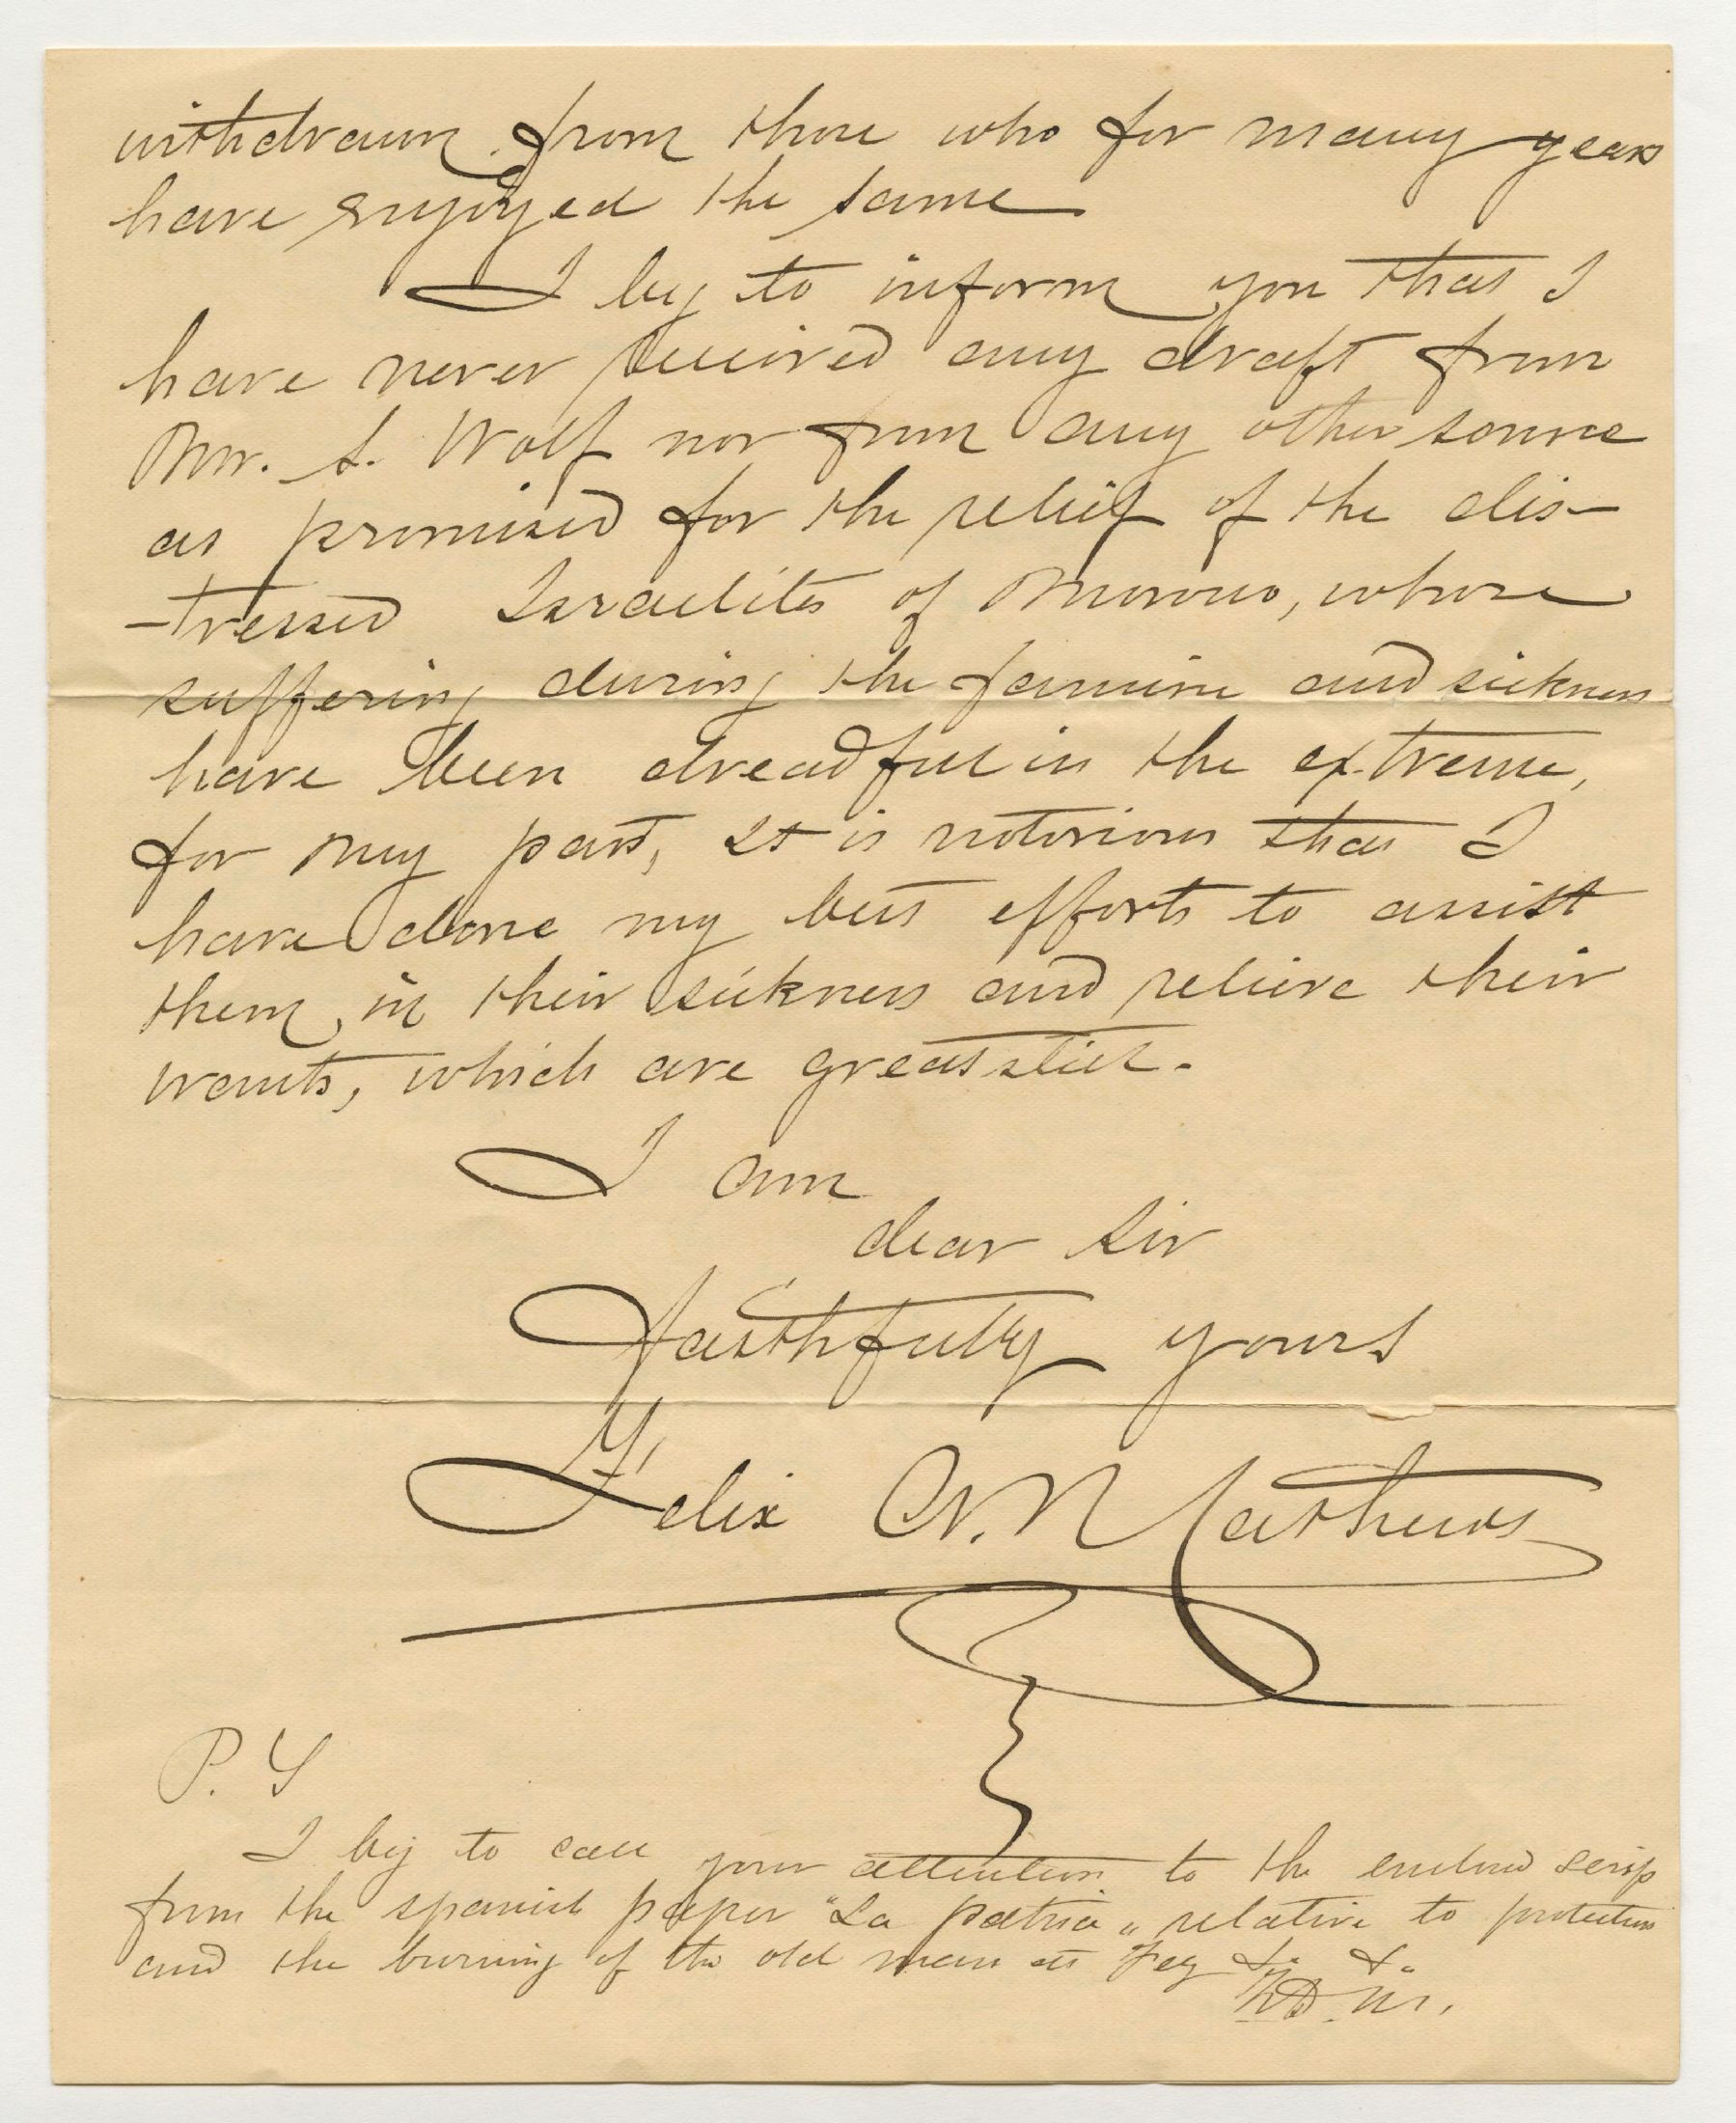 withdrawn from those who for many years
have enjoyed the same
I beg to inform you that I
have never received any draft from
Mr. S. Wolf nor from any other source
as promised for the relief of the dis-
-tressed Israelites of Morocco, whose
suffering during the famine and sickness
have been dreadful in the extreme,
for my part, it is notorious that I
have done my best efforts to assist
them in their sickness and relieve their
wants, which are great still.
I am
dear Sir
Faithfully yours
Felix A. Mathews
P. S
I beg to call your attention to the enclosed scrip
from the spanish paper "La Patria" relative to protection
and the burning of the old man at Fez &. &.